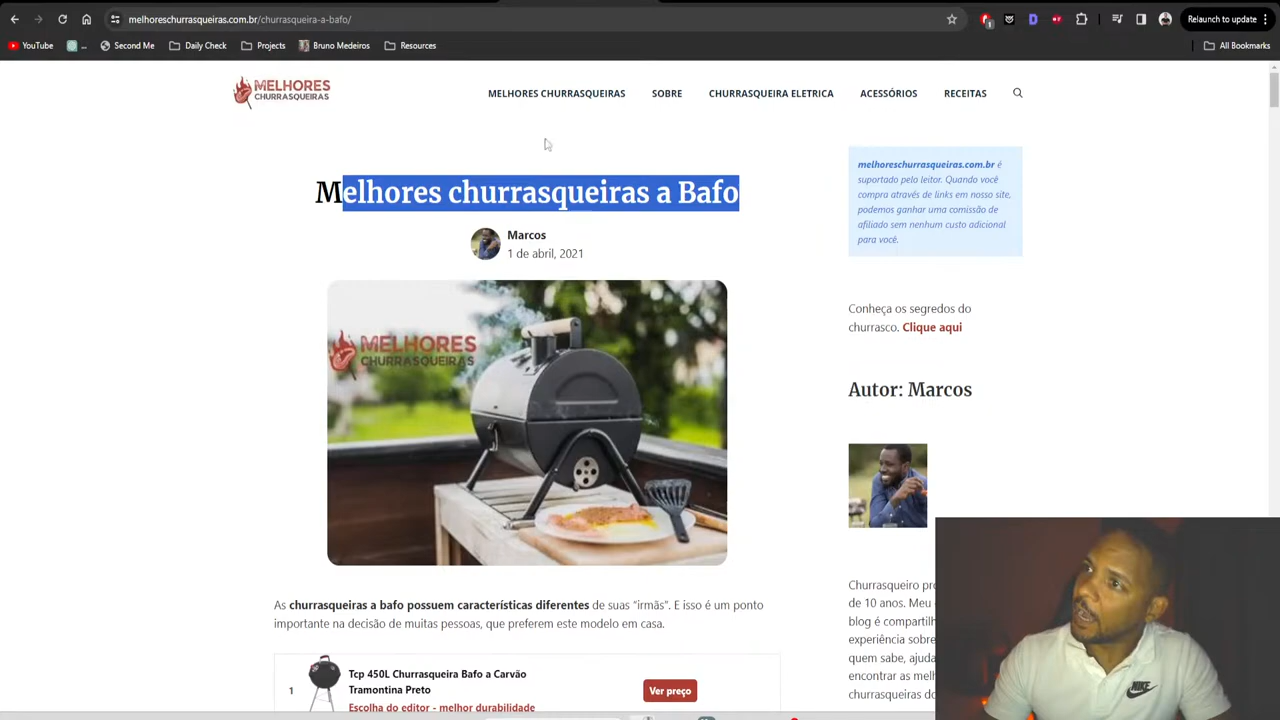 melhoreschurrasqueiras.com.br/churrasqueira-a-bafo/
Relaunch to update
YouTube
...
Second Me
Daily Check
Projects
Bruno Medeiros
Resources
All Bookmarks
MELHORES
CHURRASQUEIRAS
MELHORES CHURRASQUEIRAS
SOBRE
CHURRASQUEIRA ELETRICA
ACESSÓRIOS
RECEITAS
Melhores churrasqueiras a Bafo
Marcos
1 de abril, 2021
MELHORES
CHURRASQUEIRAS
As churrasqueiras a bafo possuem características diferentes de suas “irmãs”. E isso é um ponto
importante na decisão de muitas pessoas, que preferem este modelo em casa.
1
Tcp 450L Churrasqueira Bafo a Carvão
Tramontina Preto
Escolha do editor - melhor durabilidade
Ver preço
melhoreschurrasqueiras.com.br é
suportado pelo leitor. Quando você
compra através de links em nosso site,
podemos ganhar uma comissão de
afiliado sem nenhum custo adicional
para você.
Conheça os segredos do
churrasco. Clique aqui
Autor: Marcos
Churrasqueiro pr
de 10 anos. Meu
blog é compartilh
experiência sobre
quem sabe, ajuda
encontrar as melh
churrasqueiras do
NIKE